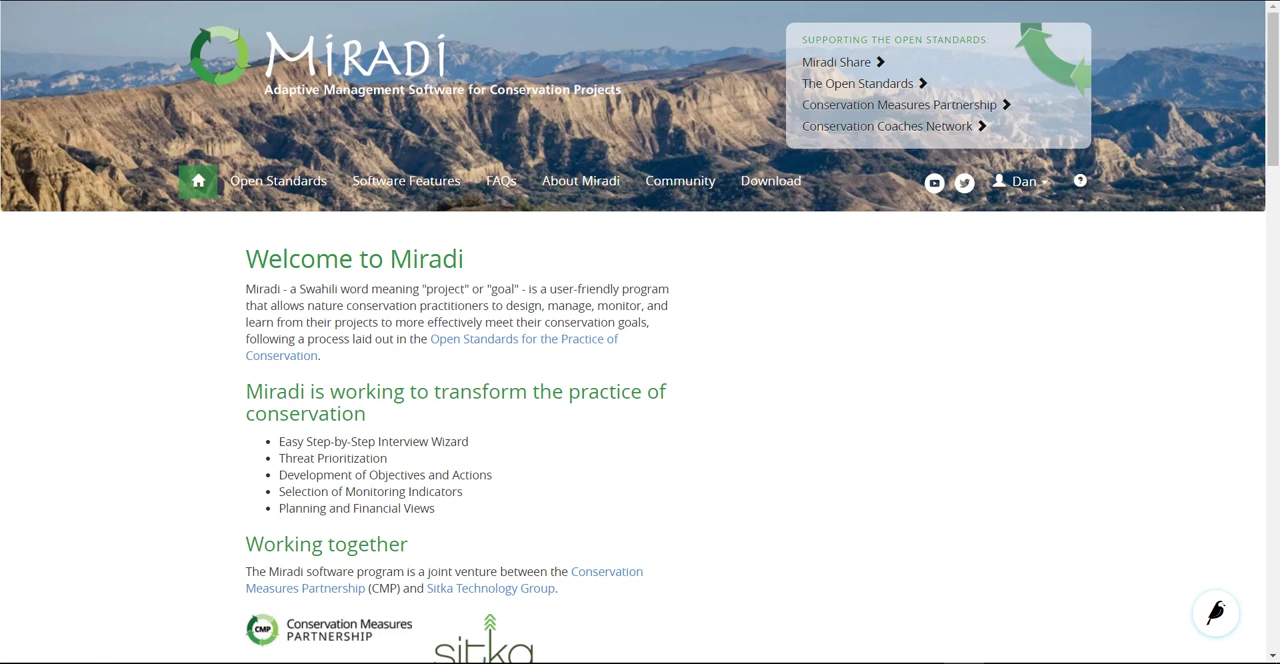 MIRADI
Adaptive Management Software for Conservation Projects
SUPPORTING THE OPEN STANDARDS:
Miradi Share
The Open Standards
Conservation Measures Partnership
Conservation Coaches Network
Open Standards Software Features FAQs About Miradi Community Download Dan
Welcome to Miradi
Miradi - a Swahili word meaning "project" or "goal" - is a user-friendly program
that allows nature conservation practitioners to design, manage, monitor, and
learn from their projects to more effectively meet their conservation goals,
following a process laid out in the Open Standards for the Practice of
Conservation.
Miradi is working to transform the practice of
conservation
• Easy Step-by-Step Interview Wizard
• Threat Prioritization
• Development of Objectives and Actions
• Selection of Monitoring Indicators
• Planning and Financial Views
Working together
The Miradi software program is a joint venture between the Conservation
Measures Partnership (CMP) and Sitka Technology Group.
CMP Conservation Measures
PARTNERSHIP
sitka